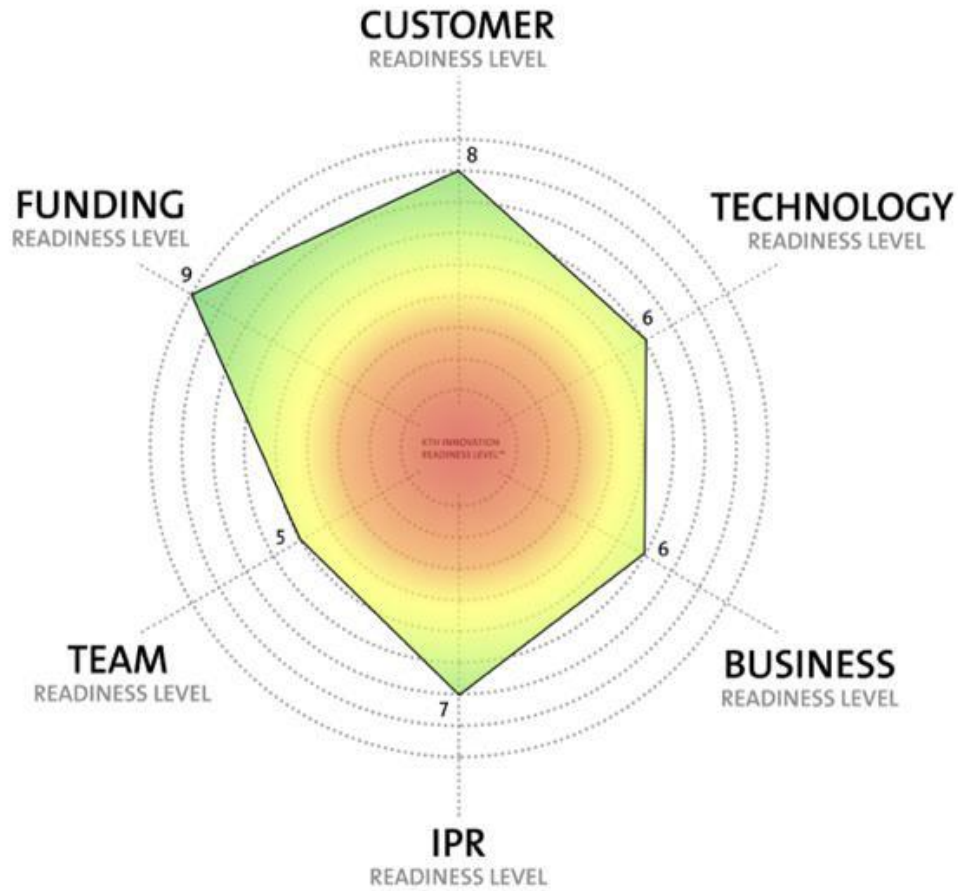 CUSTOMER
READINESS LEVEL
8
FUNDING
READINESS LEVEL
9
TECHNOLOGY
READINESS LEVEL
6
KTH INNOVATION
READINESS LEVEL™
5
6
TEAM
READINESS LEVEL
BUSINESS
READINESS LEVEL
7
IPR
READINESS LEVEL